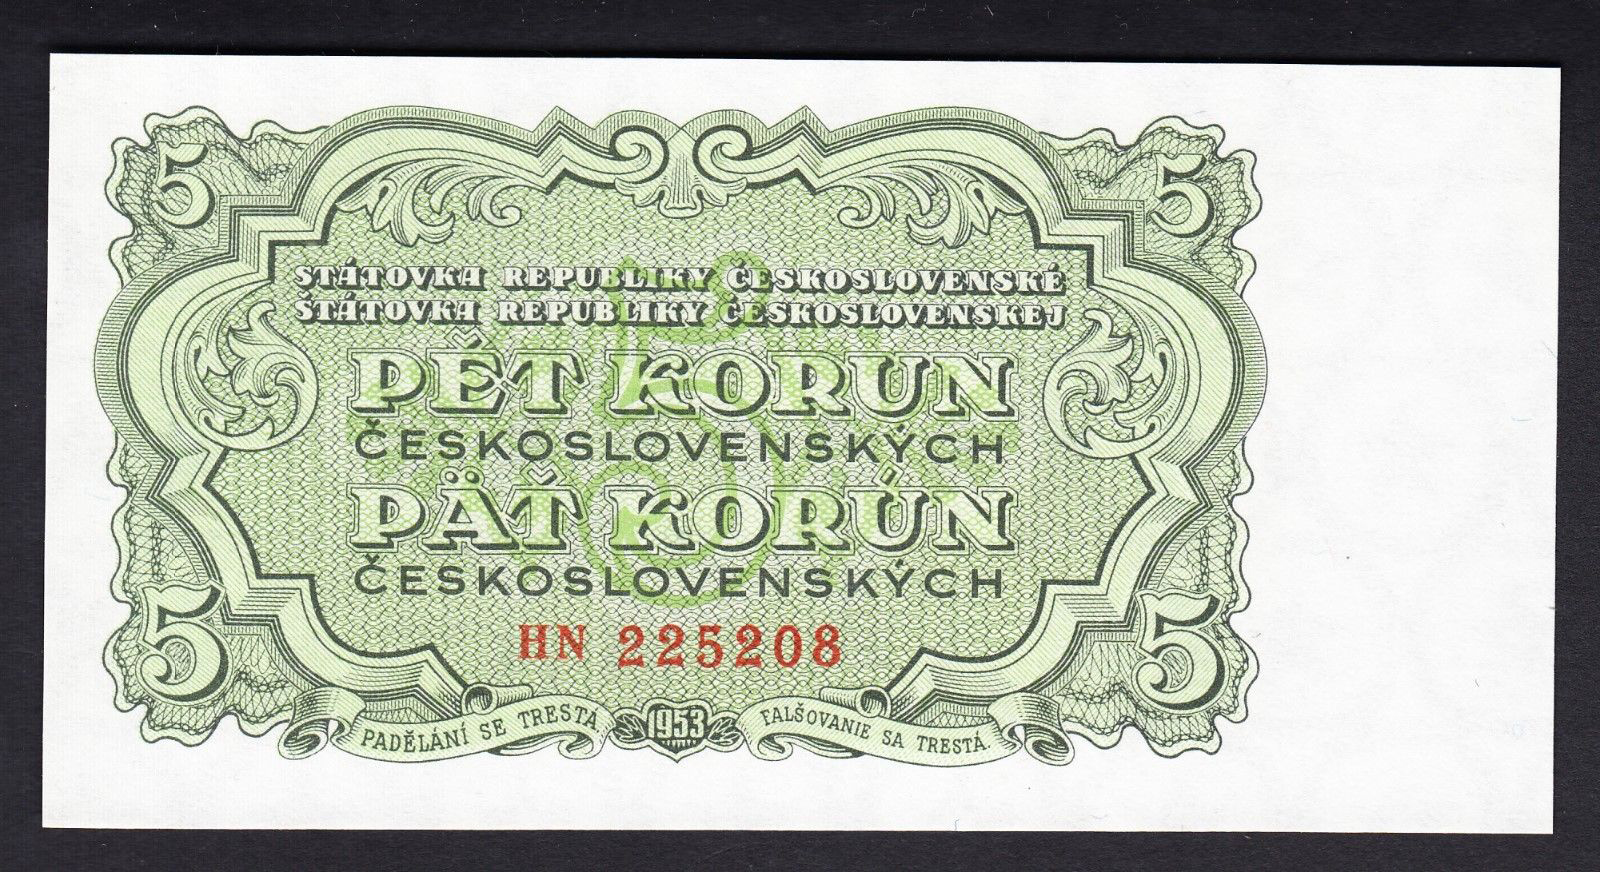 5 5
STÁTOVKA REPUBLIKY ČESKOSLOVENSKÉ
ŠTÁTOVKA REPUBLIKY ČESKOSLOVENSKEJ
PĚT KORUN
ČESKOSLOVENSKÝCH
PÄŤ KORÚN
ČESKOSLOVENSKÝCH
5 5
HN 225208
PADĚLÁNÍ SE TRESTÁ. 1953 FALŠOVANIE SA TRESTÁ.